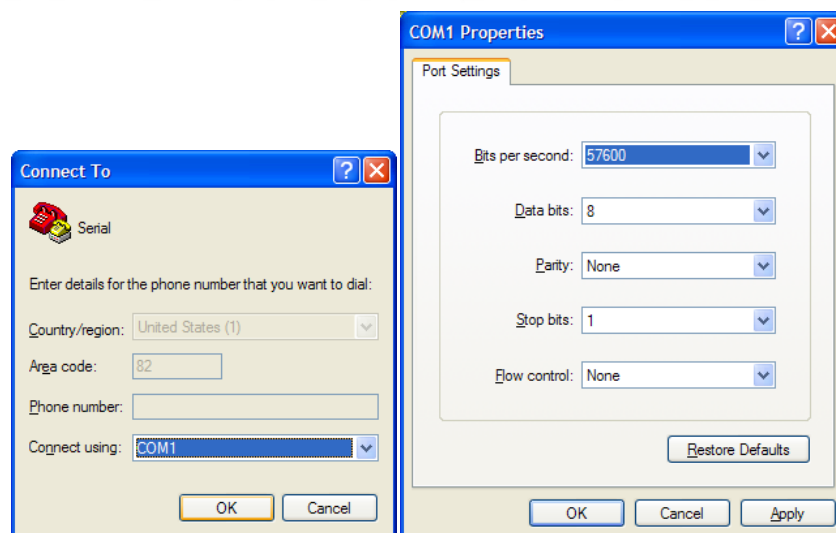 Connect To
Serial
Enter details for the phone number that you want to dial:
Country/region: United States (1)
Area code: 82
Phone number:
Connect using: COM1
OK Cancel
COM1 Properties
Port Settings
Bits per second: 57600
Data bits: 8
Parity: None
Stop bits: 1
Flow control: None
Restore Defaults
OK Cancel Apply